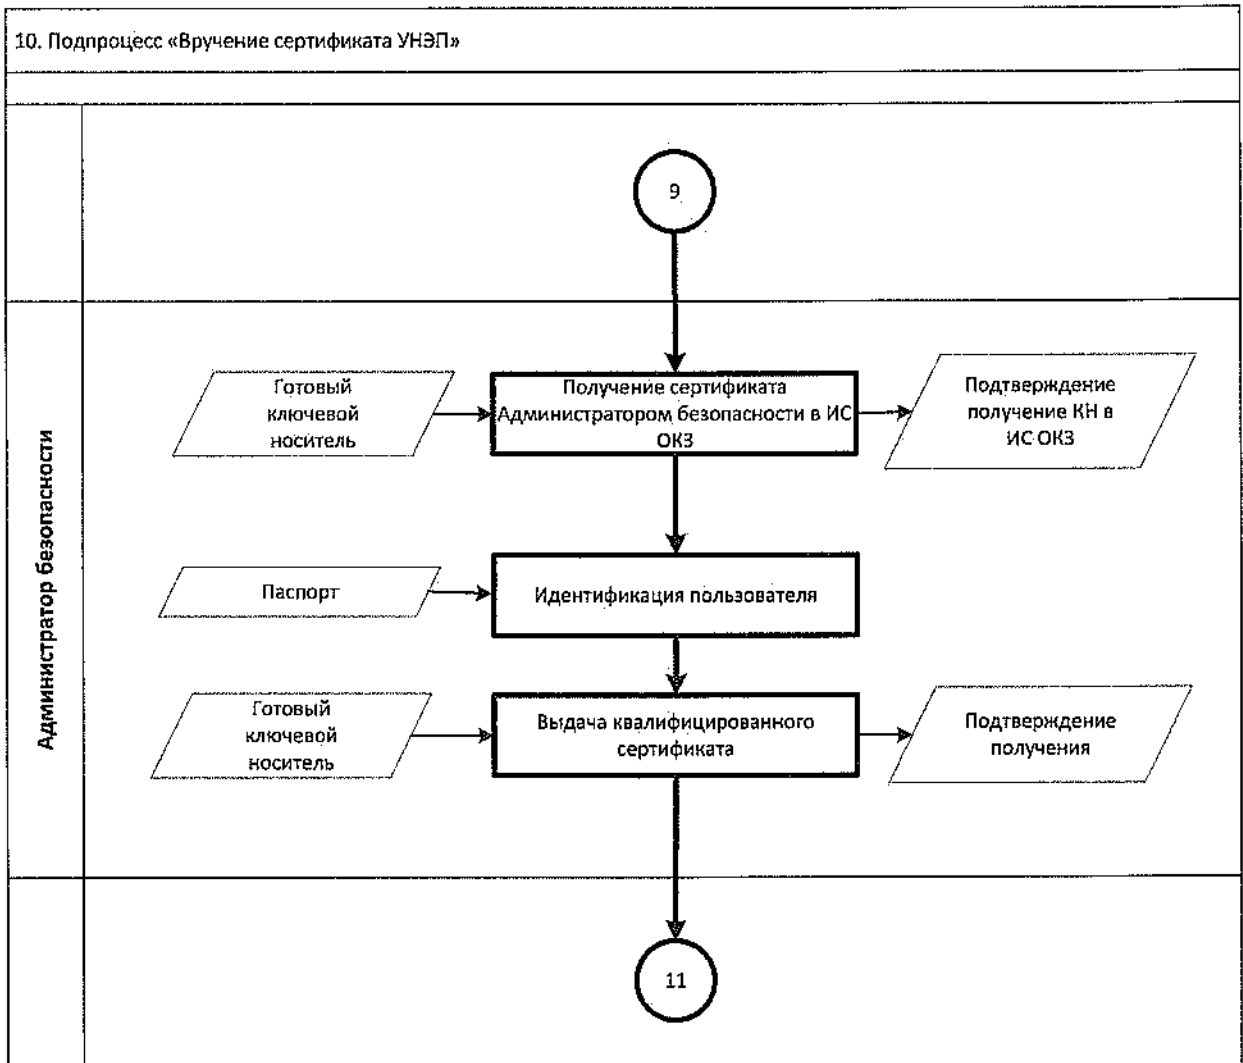 10. Подпроцесс «Вручение сертификата УНЭП»
9
Готовый
ключевой
носитель
Получение сертификата
Администратором безопасности в ИС
ОКЗ
Подтверждение
получение КН в
ИС ОКЗ
Администратор безопасности
Паспорт
Идентификация пользователя
Готовый
ключевой
носитель
Выдача квалифицированного
сертификата
Подтверждение
получения
11